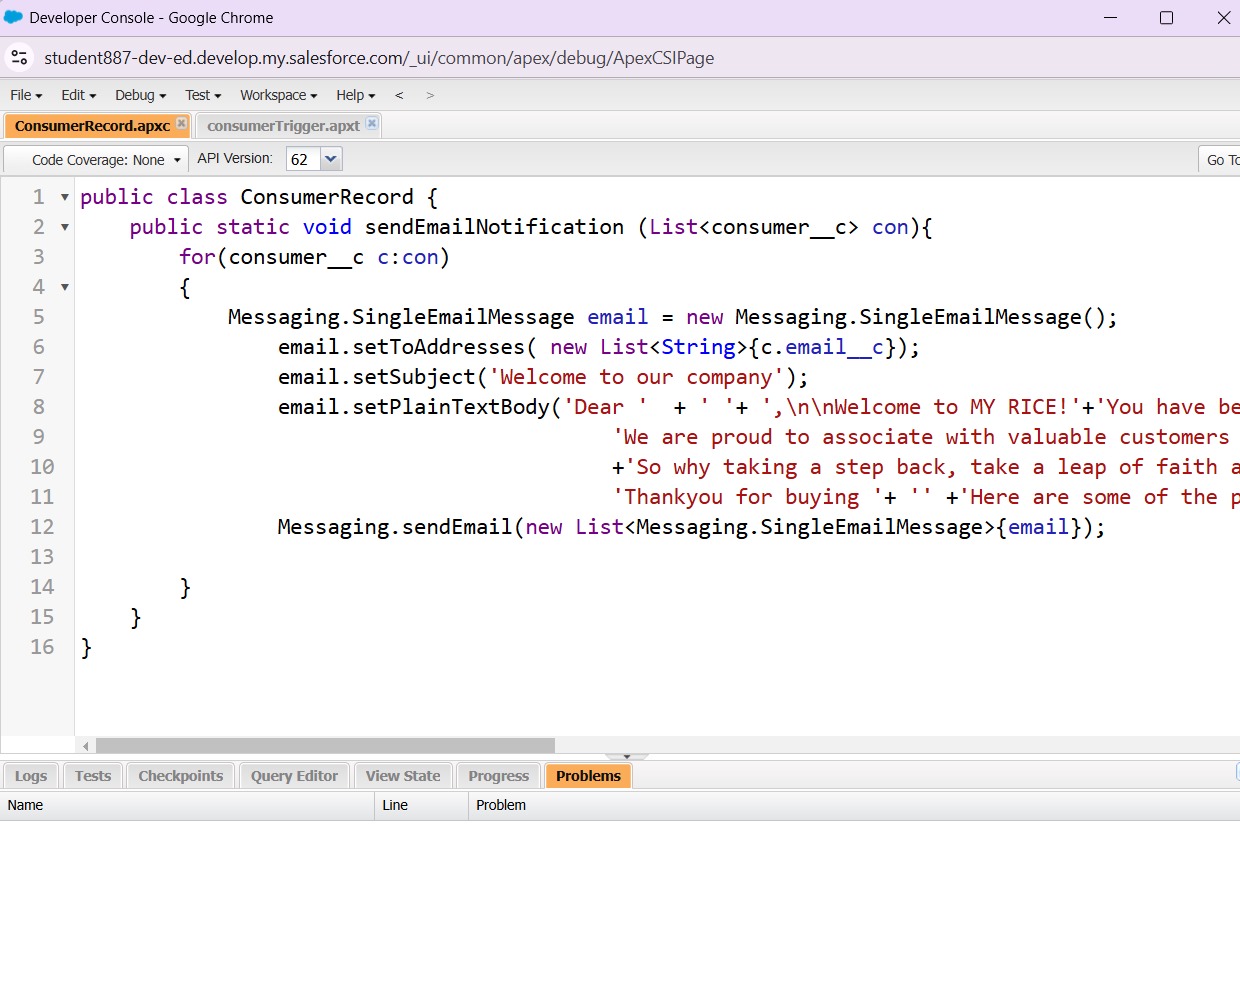 Developer Console - Google Chrome
student887-dev-ed.develop.my.salesforce.com/_ui/common/apex/debug/ApexCSIPage
File Edit Debug Test Workspace Help < >
ConsumerRecord.apxc consumerTrigger.apxt
Code Coverage: None API Version: 62 Go To
1 public class ConsumerRecord {
2 public static void sendEmailNotification (List<consumer__c> con){
3 for(consumer__c c:con)
4 {
5 Messaging.SingleEmailMessage email = new Messaging.SingleEmailMessage();
6 email.setToAddresses( new List<String>{c.email__c});
7 email.setSubject('Welcome to our company');
8 email.setPlainTextBody('Dear '  + ' '+ ',\n\nWelcome to MY RICE!'+'You have be
9 'We are proud to associate with valuable customers
10 +'So why taking a step back, take a leap of faith a
11 'Thankyou for buying '+ '' +'Here are some of the p
12 Messaging.sendEmail(new List<Messaging.SingleEmailMessage>{email});
13
14 }
15 }
16 }
Logs Tests Checkpoints Query Editor View State Progress Problems
Name Line Problem